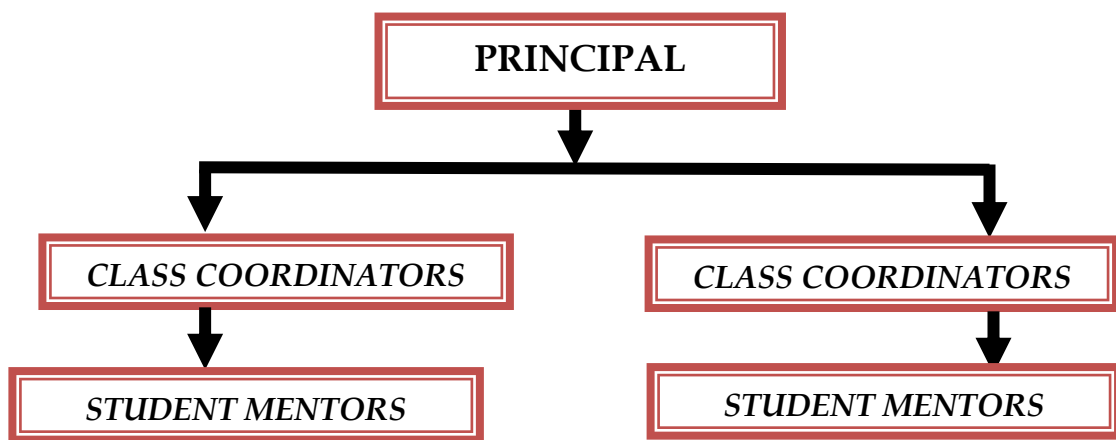 PRINCIPAL
CLASS COORDINATORS
CLASS COORDINATORS
STUDENT MENTORS
STUDENT MENTORS